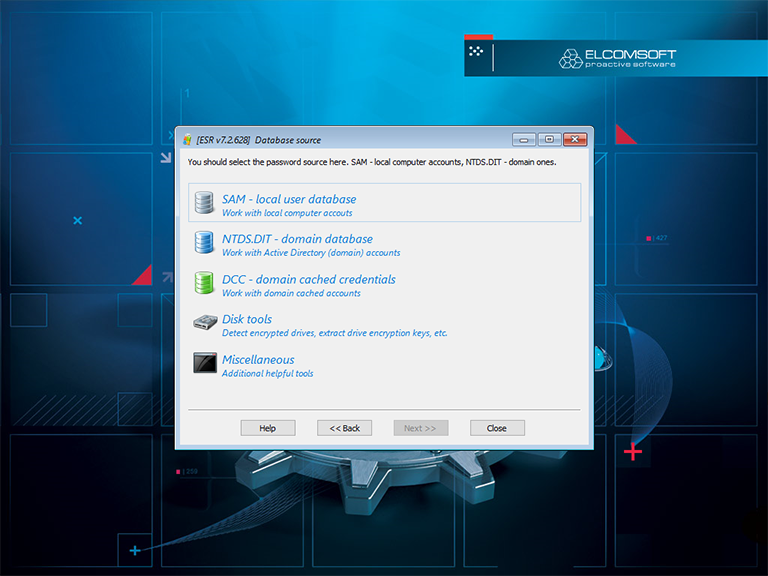 ELCOMSOFT
proactive software
1
[ESR v7.2.628] Database source
You should select the password source here. SAM - local computer accounts, NTDS.DIT - domain ones.
SAM - local user database
Work with local computer accouts
NTDS.DIT - domain database
Work with Active Directory (domain) accounts
427
DCC - domain cached credentials
Work with domain cached accounts
Disk tools
Detect encrypted drives, extract drive encryption keys, etc.
Miscellaneous
Additional helpful tools
Help
<< Back
Next >>
Close
359